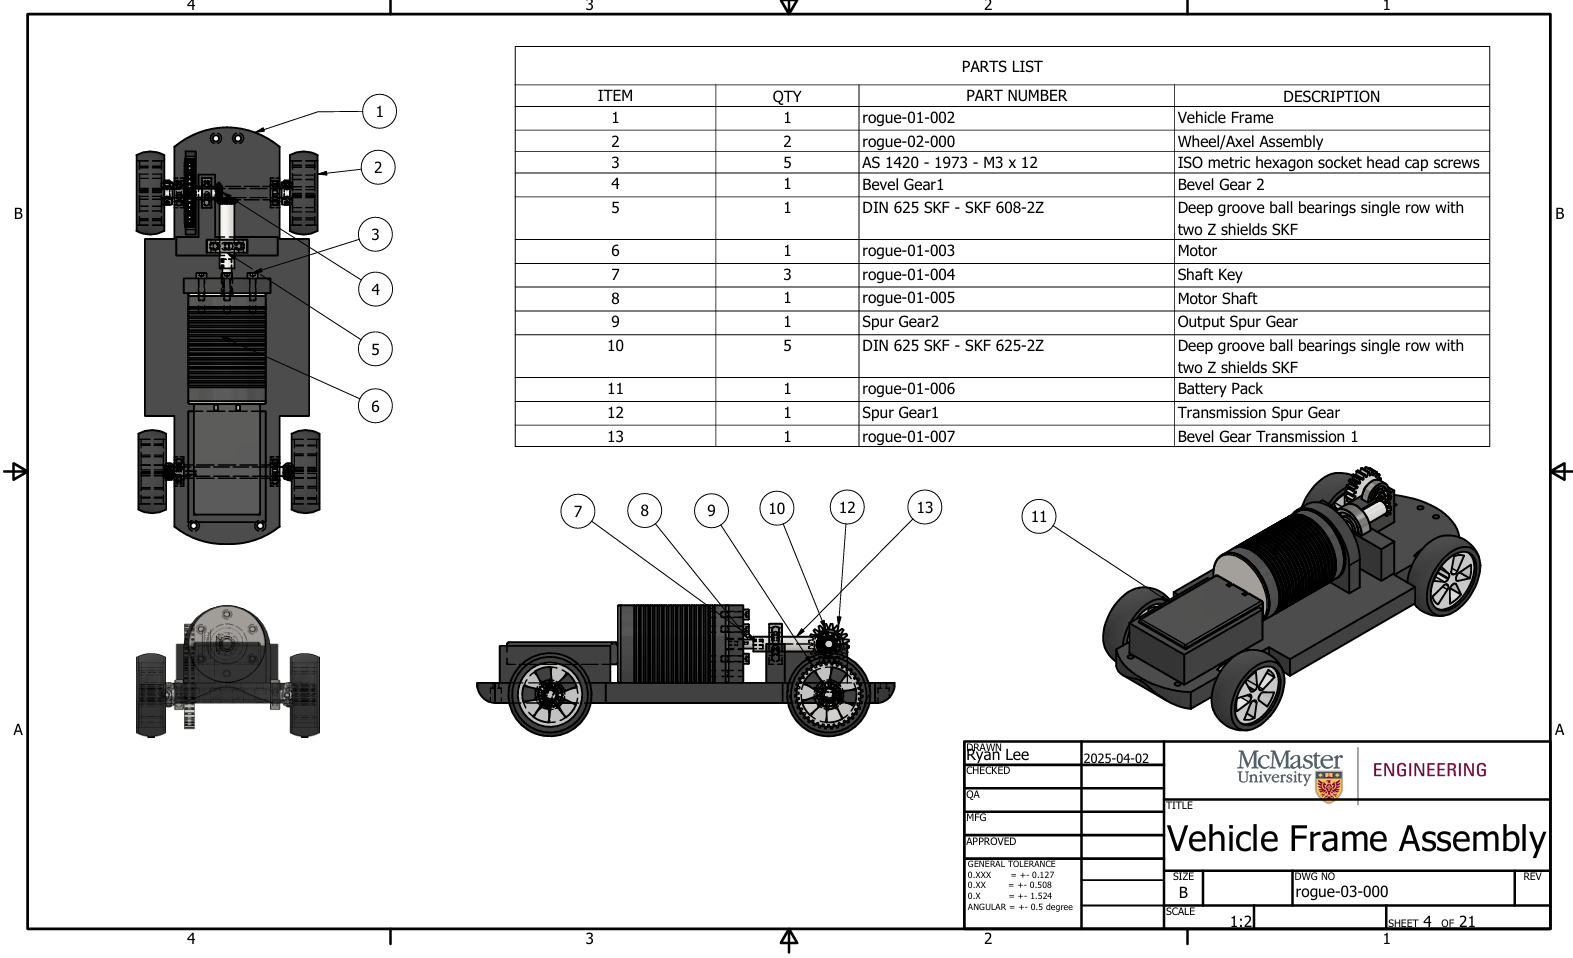 4 3 2 1
PARTS LIST
ITEM QTY PART NUMBER DESCRIPTION
1 1 rogue-01-002 Vehicle Frame
2 2 rogue-02-000 Wheel/Axel Assembly
3 5 AS 1420 - 1973 - M3 x 12 ISO metric hexagon socket head cap screws
4 1 Bevel Gear1 Bevel Gear 2
5 1 DIN 625 SKF - SKF 608-2Z Deep groove ball bearings single row with
two Z shields SKF
6 1 rogue-01-003 Motor
7 3 rogue-01-004 Shaft Key
8 1 rogue-01-005 Motor Shaft
9 1 Spur Gear2 Output Spur Gear
10 5 DIN 625 SKF - SKF 625-2Z Deep groove ball bearings single row with
two Z shields SKF
11 1 rogue-01-006 Battery Pack
12 1 Spur Gear1 Transmission Spur Gear
13 1 rogue-01-007 Bevel Gear Transmission 1
1
2
B B
3
4
5
6
7 8 9 10 12 13 11
A A
DRAWN
Ryan Lee 2025-04-02
CHECKED
QA
MFG
APPROVED
GENERAL TOLERANCE
0.XXX = +- 0.127
0.XX = +- 0.508
0.X = +- 1.524
ANGULAR = +- 0.5 degree
McMaster
University
ENGINEERING
TITLE
Vehicle Frame Assembly
SIZE
B
DWG NO
rogue-03-000
REV
SCALE
1:2
SHEET 4 OF 21
4 3 2 1